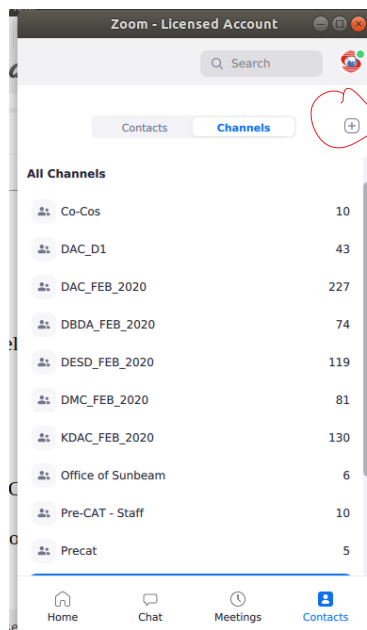 Zoom - Licensed Account
Search
Contacts Channels
All Channels
Co-Cos 10
DAC_D1 43
DAC_FEB_2020 227
DBDA_FEB_2020 74
DESD_FEB_2020 119
DMC_FEB_2020 81
KDAC_FEB_2020 130
Office of Sunbeam 6
Pre-CAT - Staff 10
Precat 5
Home Chat Meetings Contacts